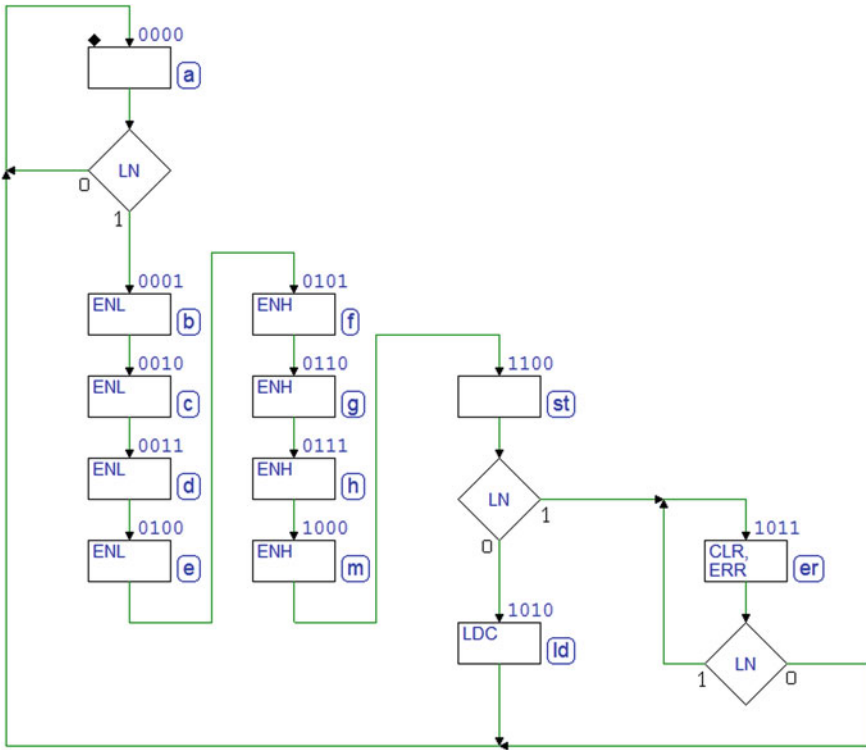 0000
a
LN
0
1
0001
ENL
b
0010
ENL
c
0011
ENL
d
0100
ENL
e
0101
ENH
f
0110
ENH
g
0111
ENH
h
1000
ENH
m
1100
st
LN
1
0
1010
LDC
ld
1011
CLR,
ERR
er
LN
1
0